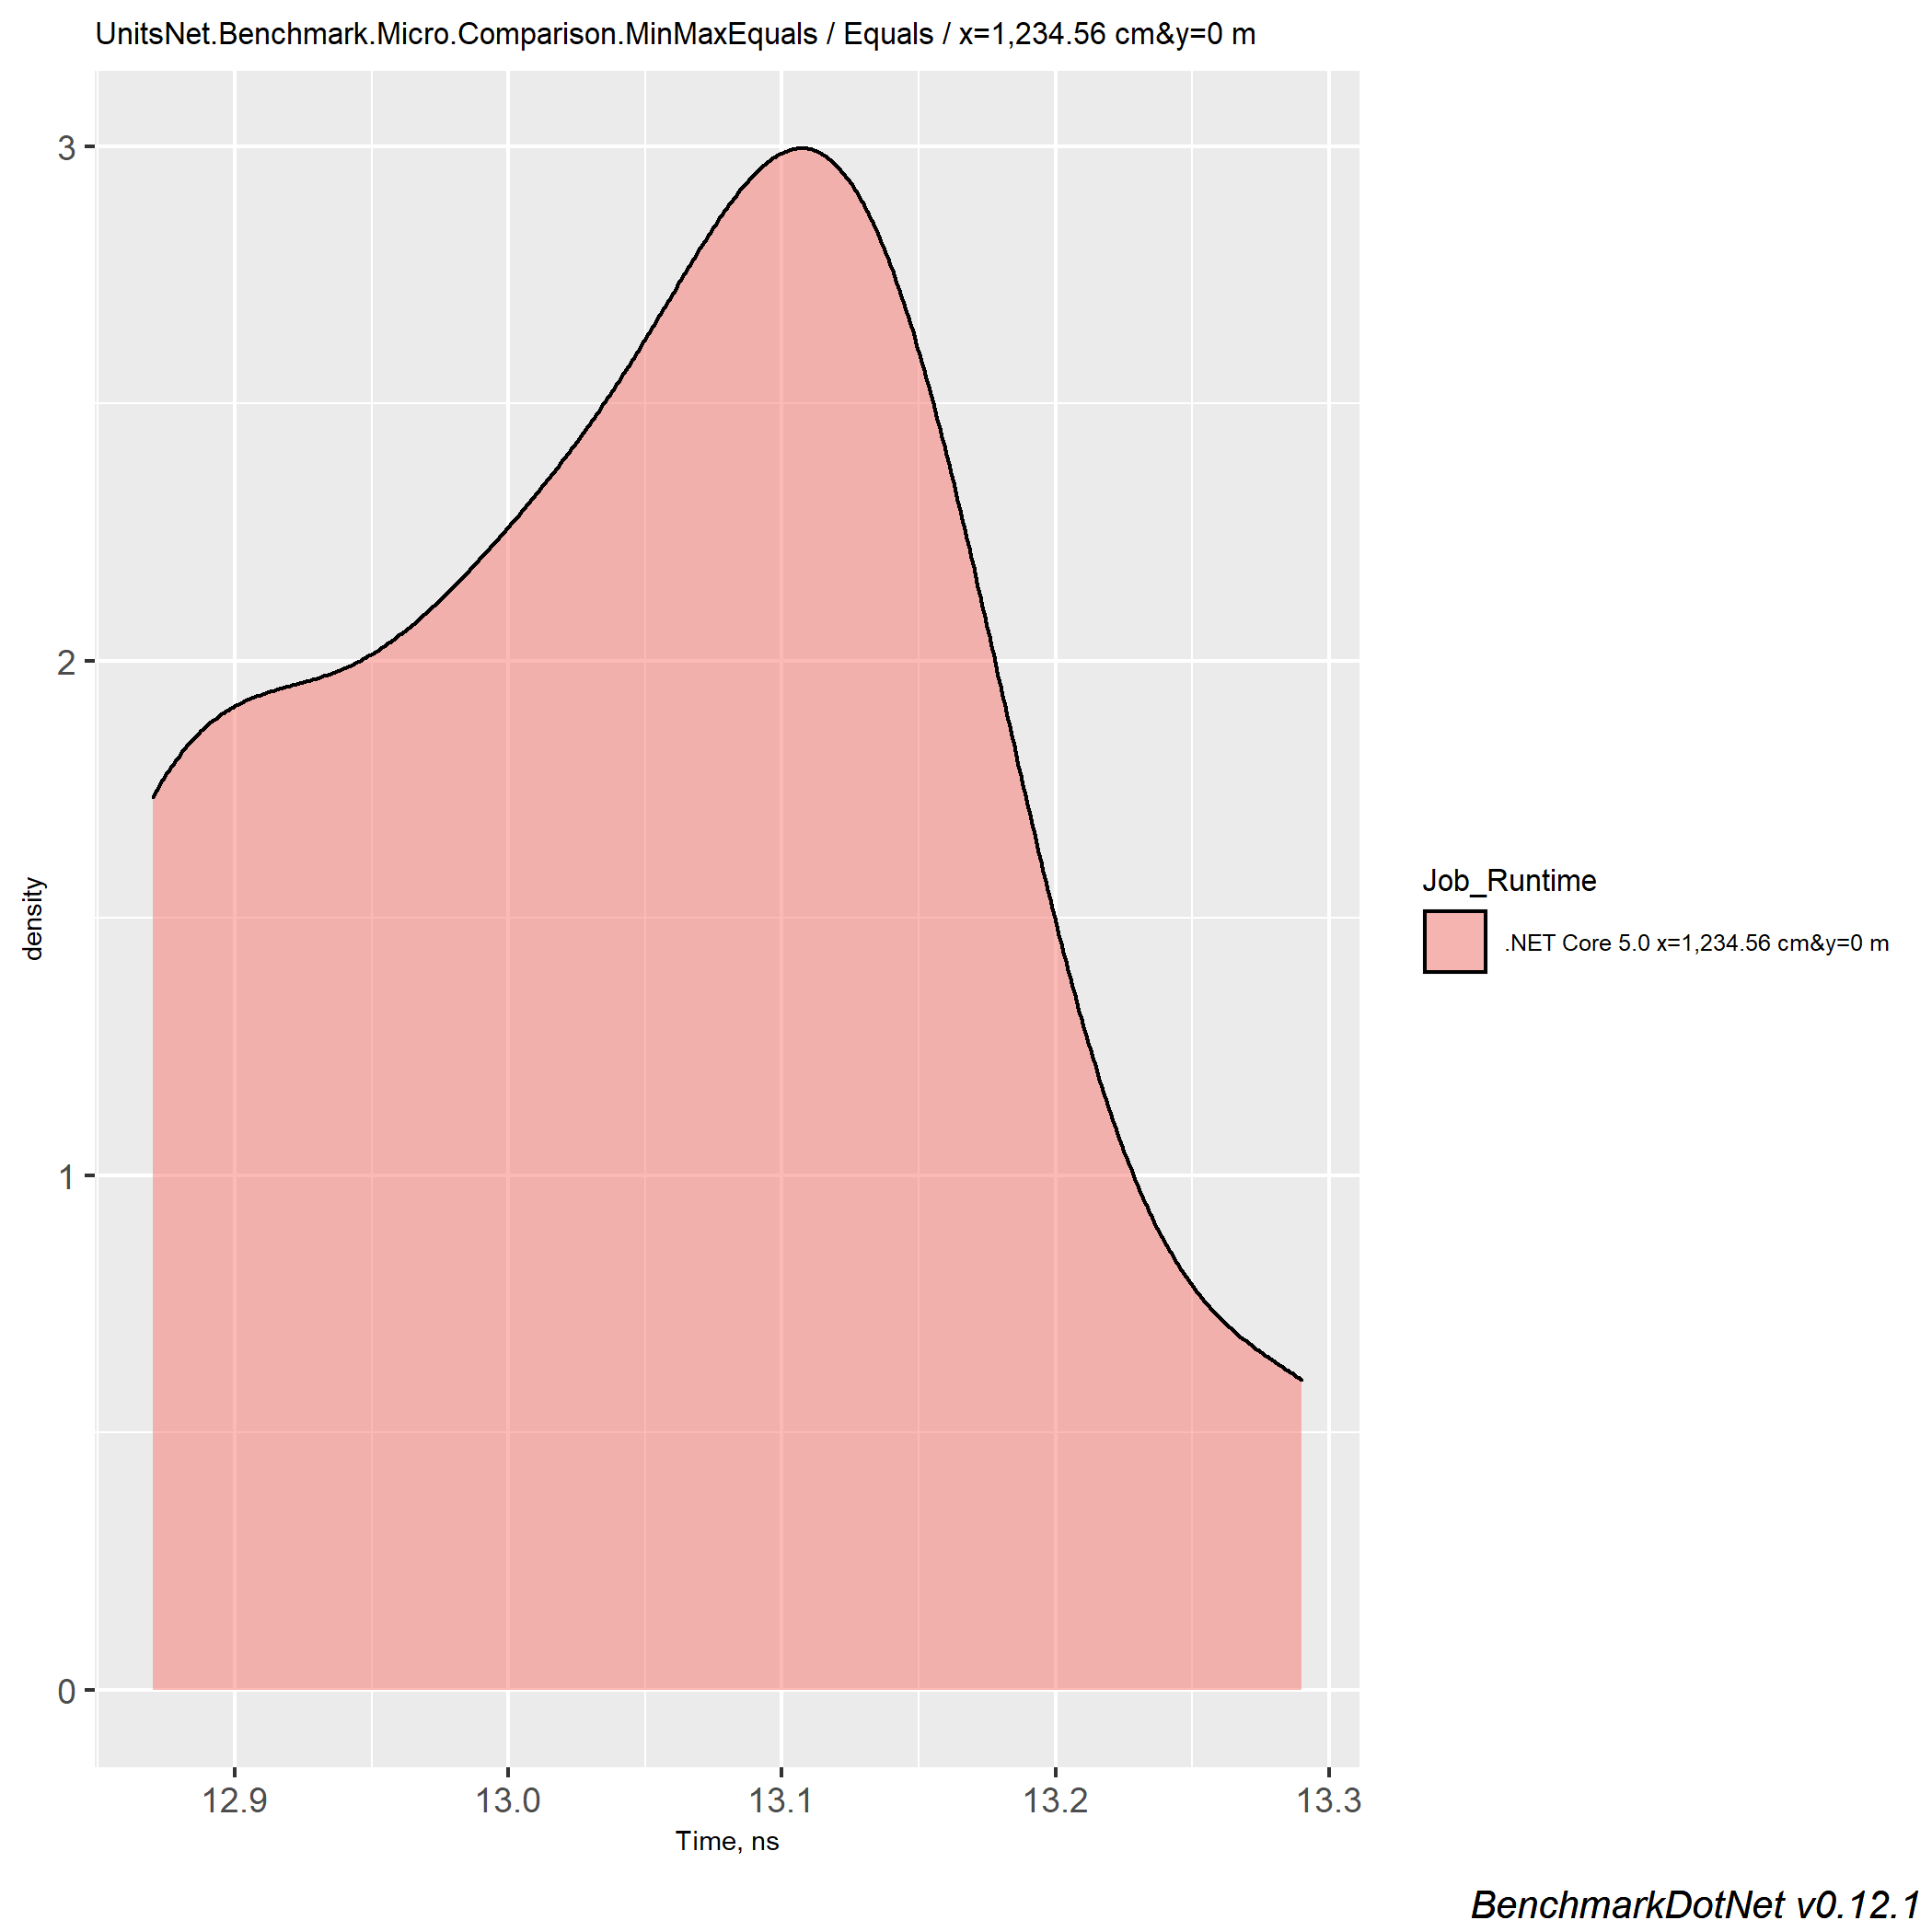 UnitsNet.Benchmark.Micro.Comparison.MinMaxEquals / Equals / x=1,234.56 cm&y=0 m
3
2
1
0
density
12.9 13.0 13.1 13.2 13.3
Time, ns
Job_Runtime
.NET Core 5.0 x=1,234.56 cm&y=0 m
BenchmarkDotNet v0.12.1